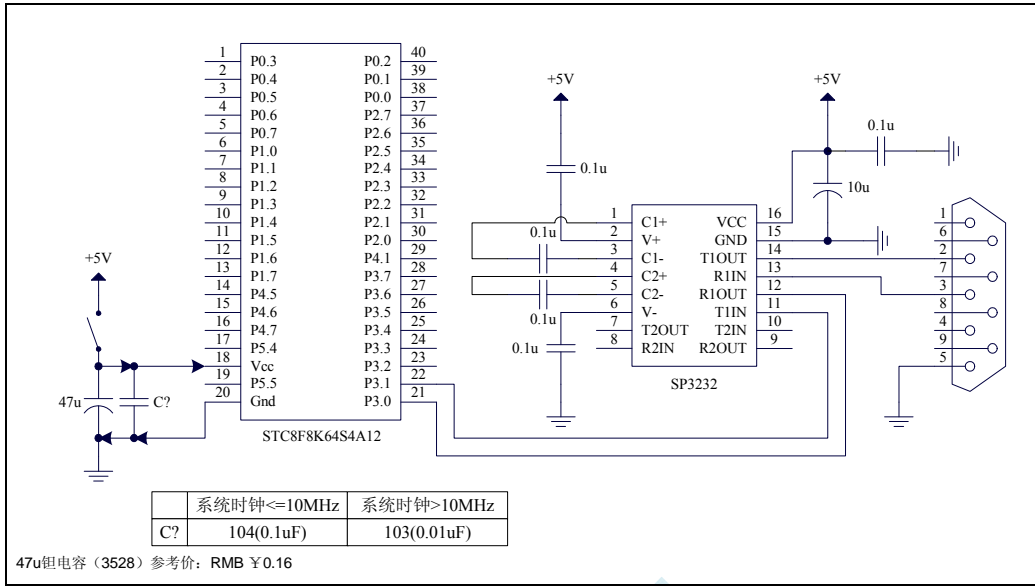 1 P0.3 P0.2 40
2 P0.4 P0.1 39
3 P0.5 P0.0 38
4 P0.6 P2.7 37
5 P0.7 P2.6 36
6 P1.0 P2.5 35
7 P1.1 P2.4 34
8 P1.2 P2.3 33
9 P1.3 P2.2 32
10 P1.4 P2.1 31
11 P1.5 P2.0 30
12 P1.6 P4.1 29
13 P1.7 P3.7 28
14 P4.5 P3.6 27
15 P4.6 P3.5 26
16 P4.7 P3.4 25
17 P5.4 P3.3 24
18 Vcc P3.2 23
19 P5.5 P3.1 22
20 Gnd P3.0 21
STC8F8K64S4A12
+5V
47u
C?
+5V
0.1u
0.1u
0.1u
0.1u
+5V
0.1u
10u
1 C1+ VCC 16
2 V+ GND 15
3 C1- T1OUT 14
4 C2+ R1IN 13
5 C2- R1OUT 12
6 V- T1IN 11
7 T2OUT T2IN 10
8 R2IN R2OUT 9
SP3232
1
6
2
7
3
8
4
9
5
系统时钟<=10MHz 系统时钟>10MHz
C? 104(0.1uF) 103(0.01uF)
47u钽电容（3528）参考价：RMB ￥0.16